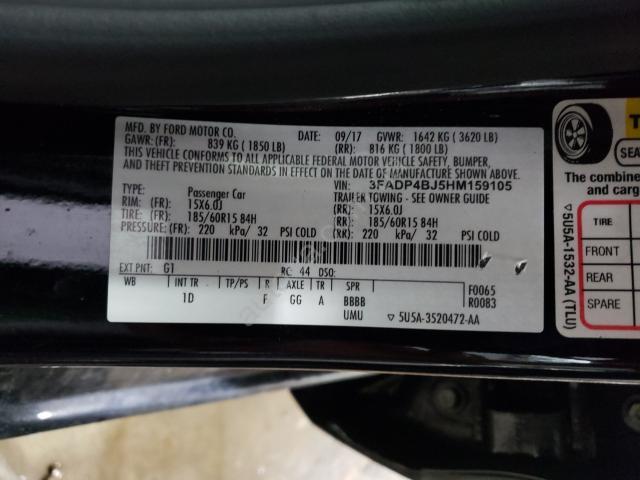 MFD. BY FORD MOTOR CO. DATE: 09/17 GVWR: 1642 KG ( 3620 LB)
GAWR: (FR): 839 KG ( 1850 LB) (RR): 816 KG ( 1800 LB)
THIS VEHICLE CONFORMS TO ALL APPLICABLE FEDERAL MOTOR VEHICLE SAFETY, BUMPER,
AND THEFT PREVENTION STANDARDS IN EFFECT ON THE DATE OF MANUFACTURE SHOWN ABOVE.
VIN: 3FADP4BJ5HM159105
TYPE: Passenger Car TRAILER TOWING - SEE OWNER GUIDE
RIM: (FR): 15X6.0J (RR): 15X6.0J
TIRE: (FR): 185/60R15 84H (RR): 185/60R15 84H
PRESSURE: (FR): 220 kPa/ 32 PSI COLD (RR): 220 kPa/ 32 PSI COLD
EXT PNT: G1 RC: 44 DSO:
WB INT TR TP/PS R AXLE TR SPR F0065
1D F GG A BBBB R0083
UMU ▽ 5U5A-3520472-AA
SEA
The combine
and carg
TIRE
FRONT
REAR
SPARE
▽ 5U5A-1532-AA (TLU)